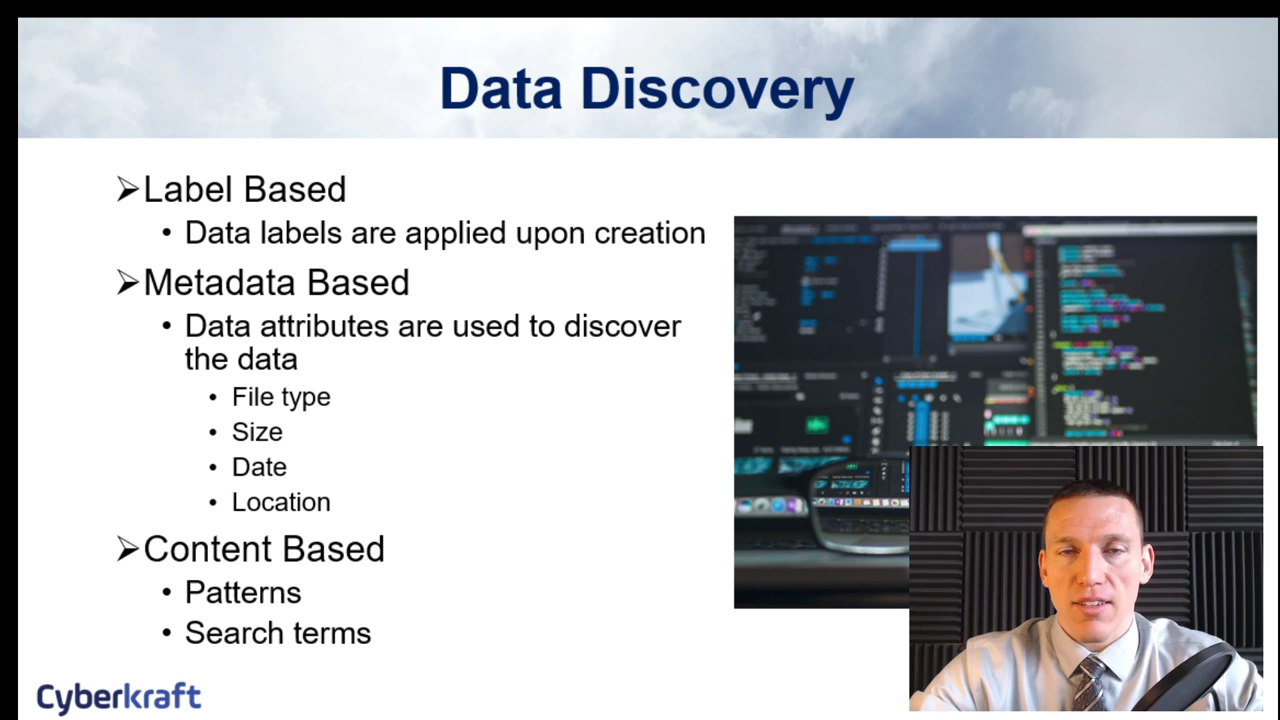 Data Discovery
➢Label Based
• Data labels are applied upon creation
➢Metadata Based
• Data attributes are used to discover
the data
• File type
• Size
• Date
• Location
➢Content Based
• Patterns
• Search terms
Cyberkraft